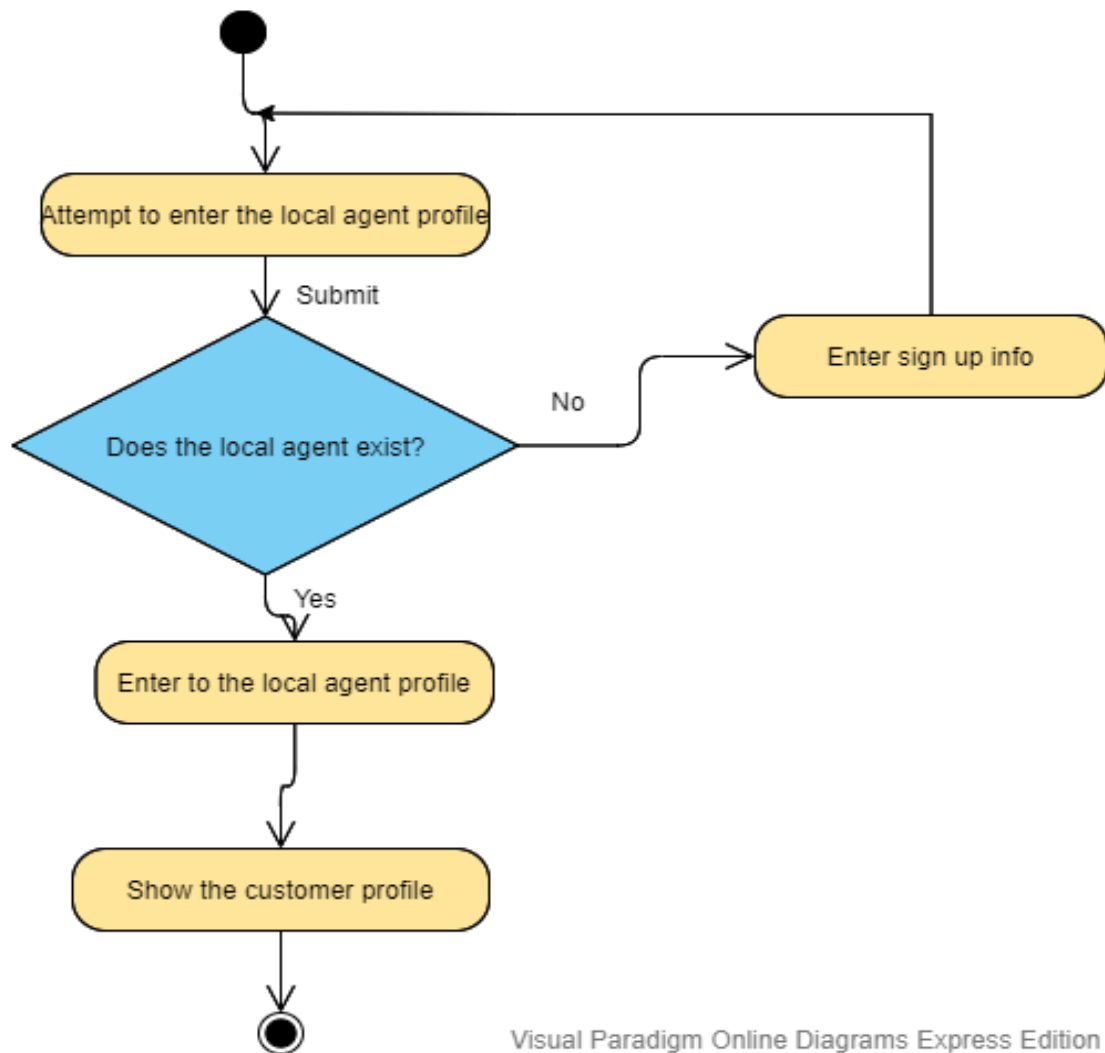 Attempt to enter the local agent profile
Submit
Enter sign up info
No
Does the local agent exist?
Yes
Enter to the local agent profile
Show the customer profile
Visual Paradigm Online Diagrams Express Edition